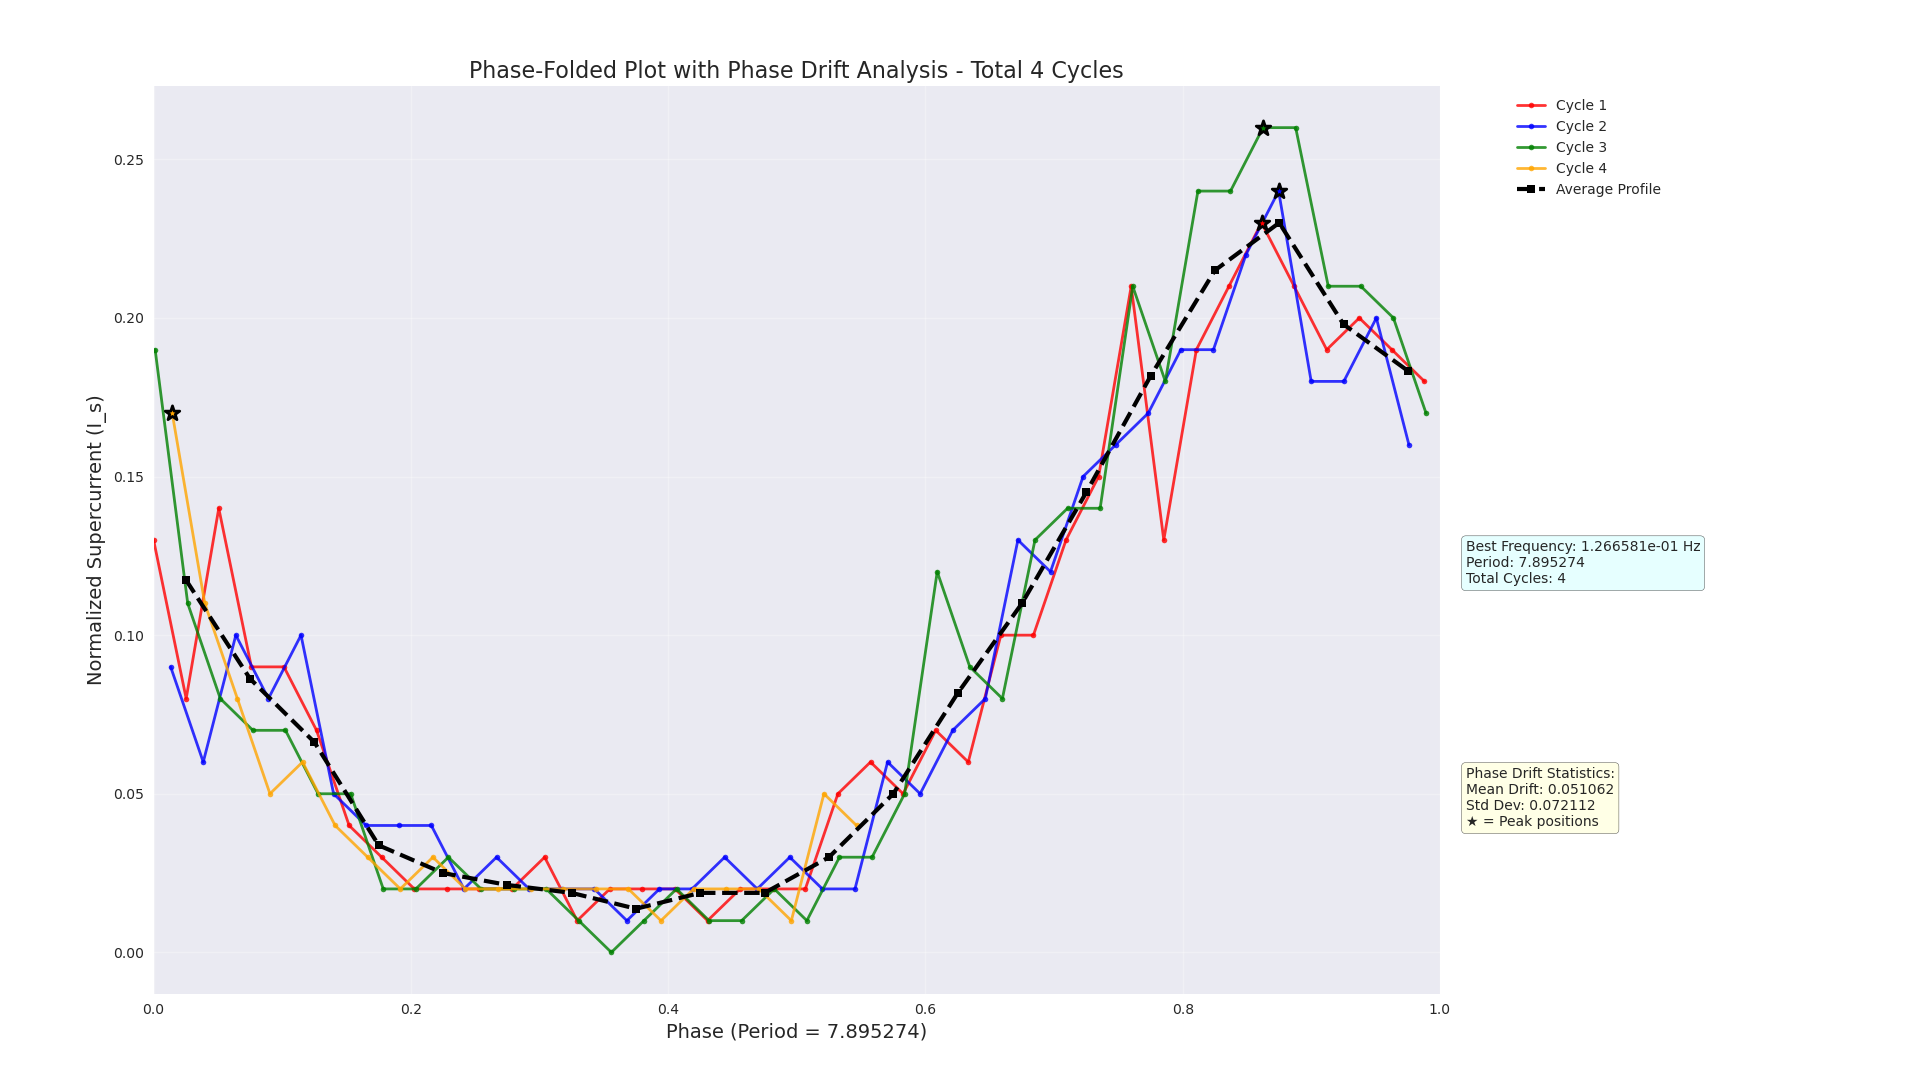 Phase-Folded Plot with Phase Drift Analysis - Total 4 Cycles
Cycle 1
Cycle 2
Cycle 3
Cycle 4
Average Profile
Normalized Supercurrent (I_s)
0.25
0.20
0.15
0.10
0.05
0.00
0.0
0.2
0.4
0.6
0.8
1.0
Phase (Period = 7.895274)
Best Frequency: 1.266581e-01 Hz
Period: 7.895274
Total Cycles: 4
Phase Drift Statistics:
Mean Drift: 0.051062
Std Dev: 0.072112
★ = Peak positions